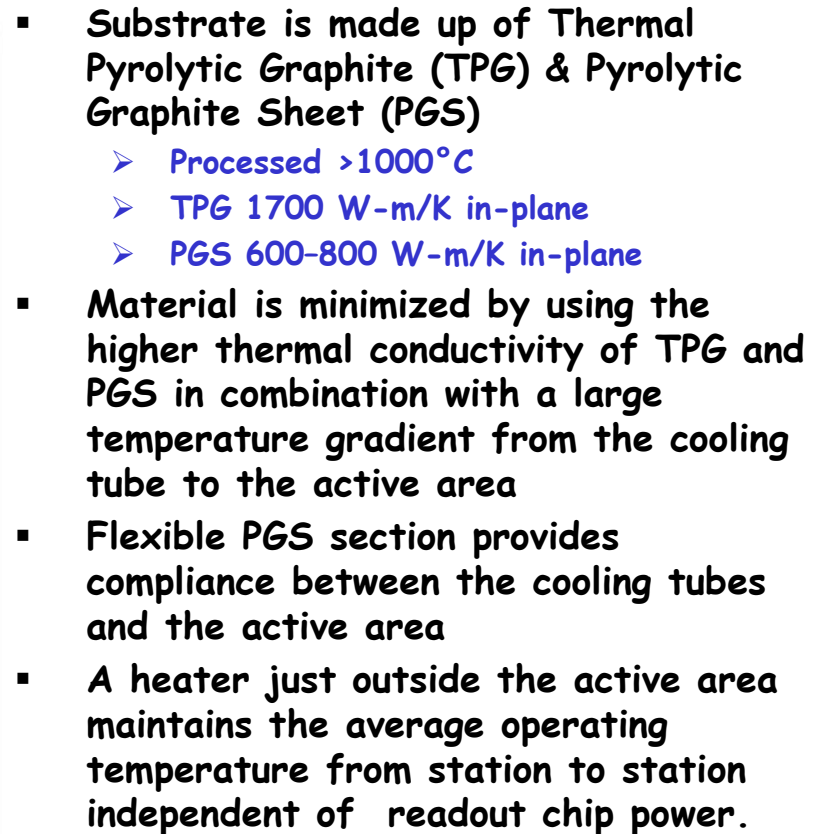 ▪ Substrate is made up of Thermal
Pyrolytic Graphite (TPG) & Pyrolytic
Graphite Sheet (PGS)
➢ Processed >1000°C
➢ TPG 1700 W-m/K in-plane
➢ PGS 600–800 W-m/K in-plane
▪ Material is minimized by using the
higher thermal conductivity of TPG and
PGS in combination with a large
temperature gradient from the cooling
tube to the active area
▪ Flexible PGS section provides
compliance between the cooling tubes
and the active area
▪ A heater just outside the active area
maintains the average operating
temperature from station to station
independent of  readout chip power.